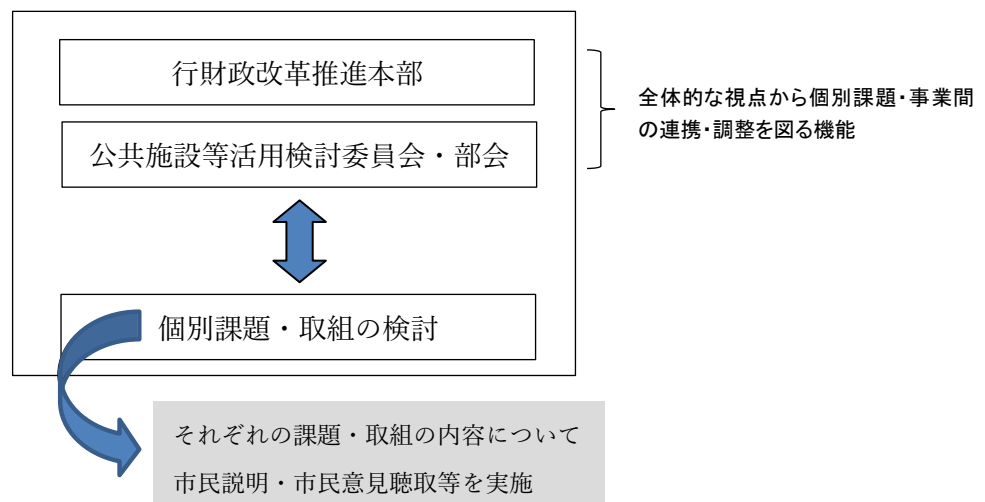 行財政改革推進本部
公共施設等活用検討委員会・部会
全体的な視点から個別課題・事業間
の連携・調整を図る機能
個別課題・取組の検討
それぞれの課題・取組の内容について
市民説明・市民意見聴取等を実施